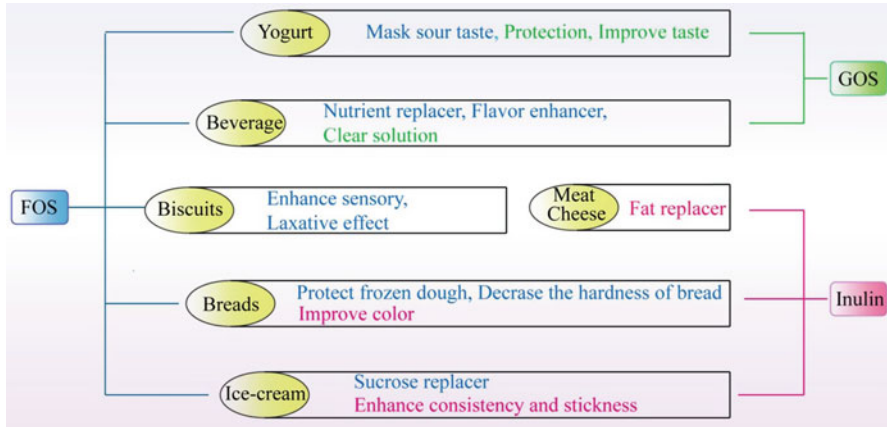 Yogurt
Mask sour taste, Protection, Improve taste
GOS
Beverage
Nutrient replacer, Flavor enhancer,
Clear solution
FOS
Biscuits
Enhance sensory,
Laxative effect
Meat
Cheese
Fat replacer
Breads
Protect frozen dough, Decrase the hardness of bread
Improve color
Inulin
Ice-cream
Sucrose replacer
Enhance consistency and stickness